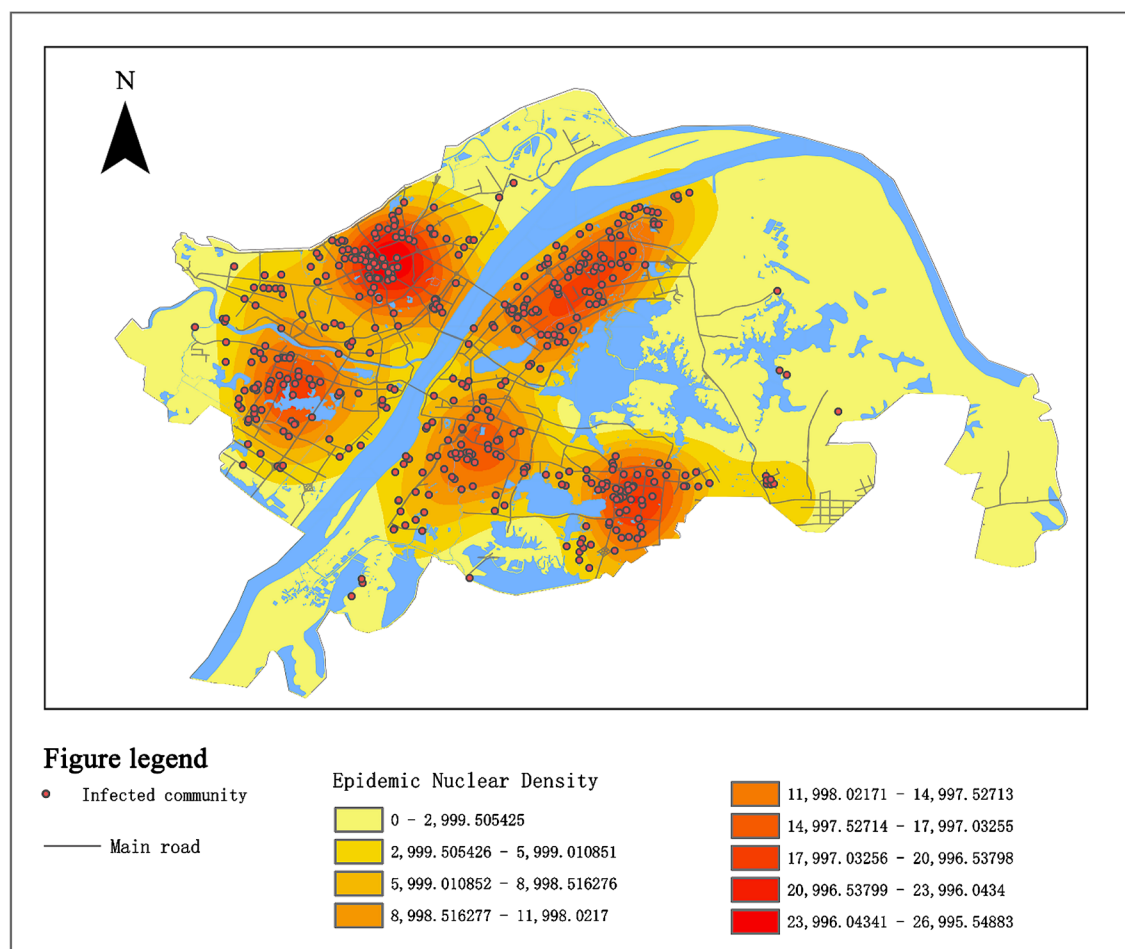 N
Figure legend
Infected community
Main road
Epidemic Nuclear Density
0 - 2,999.505425
2,999.505426 - 5,999.010851
5,999.010852 - 8,998.516276
8,998.516277 - 11,998.0217
11,998.02171 - 14,997.52713
14,997.52714 - 17,997.03255
17,997.03256 - 20,996.53798
20,996.53799 - 23,996.0434
23,996.04341 - 26,995.54883